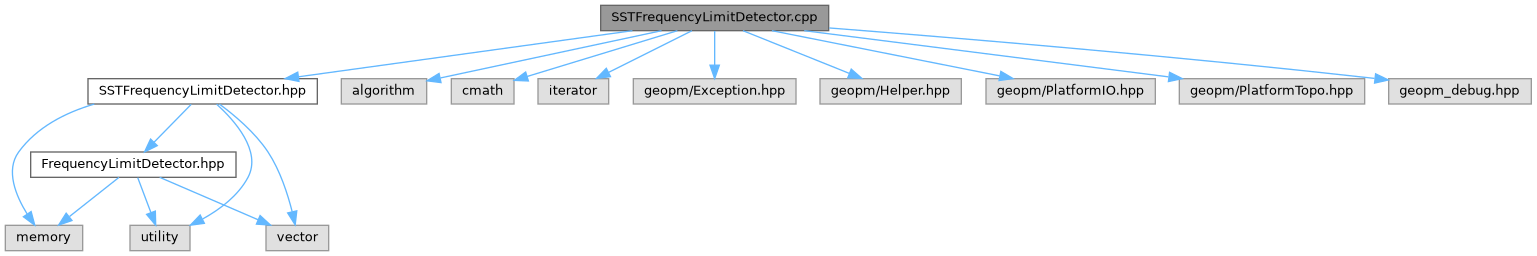 SSTFrequencyLimitDetector.cpp
SSTFrequencyLimitDetector.hpp
algorithm
cmath
iterator
geopm/Exception.hpp
geopm/Helper.hpp
geopm/PlatformIO.hpp
geopm/PlatformTopo.hpp
geopm_debug.hpp
FrequencyLimitDetector.hpp
memory
utility
vector